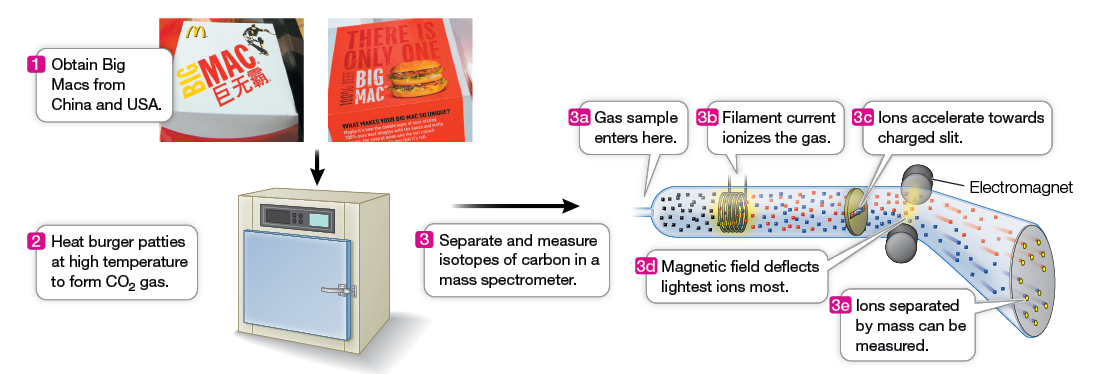 1 Obtain Big
Macs from
China and USA.
M
BIG
MAC
巨无霸
THERE IS
ONLY ONE
100% BEEF
BIG
MAC
WHAT MAKES YOUR BIG MAC SO UNIQUE?
2 Heat burger patties
at high temperature
to form CO₂ gas.
3 Separate and measure
isotopes of carbon in a
mass spectrometer.
3a Gas sample
enters here.
3b Filament current
ionizes the gas.
3c Ions accelerate towards
charged slit.
Electromagnet
3d Magnetic field deflects
lightest ions most.
3e Ions separated
by mass can be
measured.